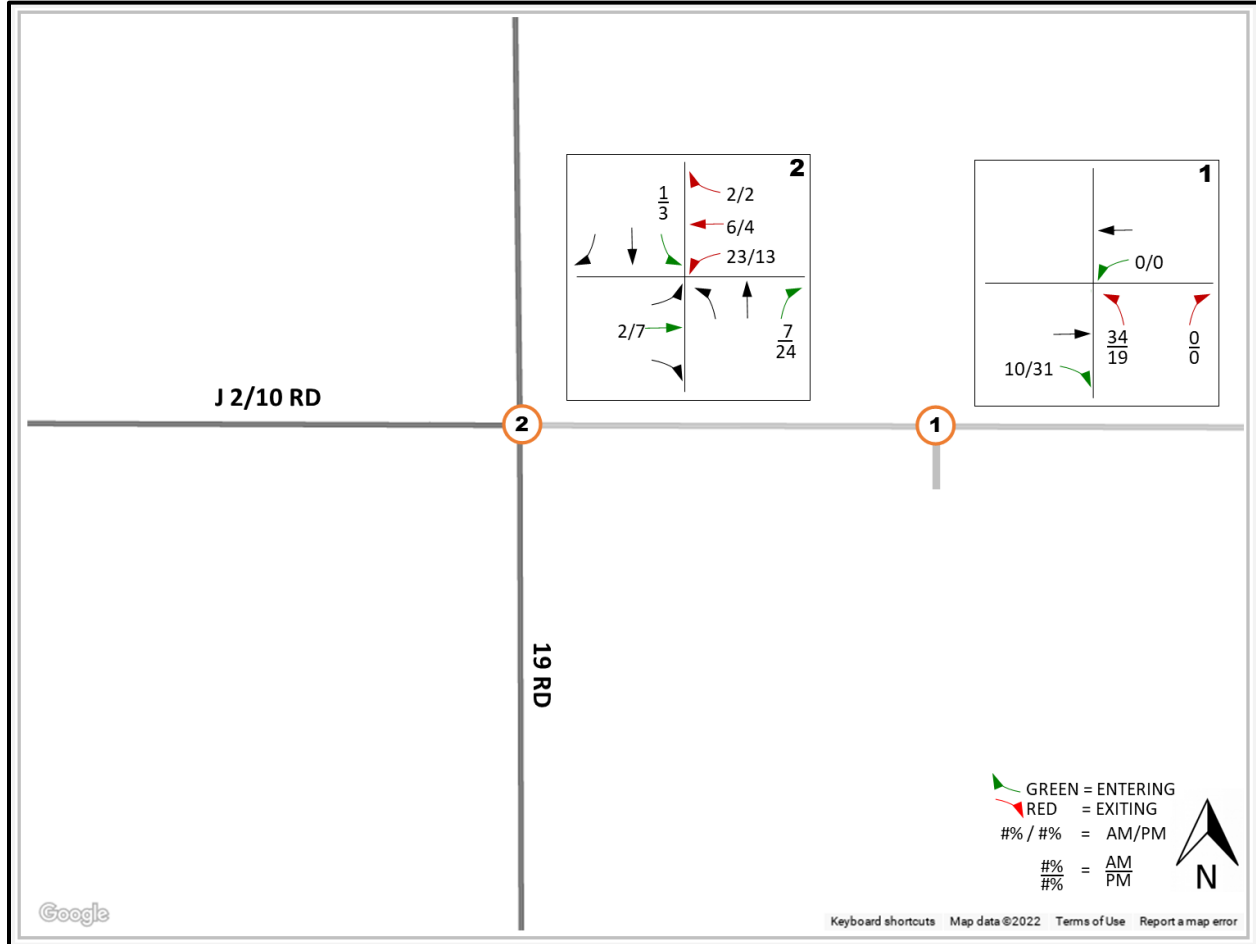 2
1
1
3
2/2
6/4
23/13
2/7
7
24
0/0
10/31
34
19
0
0
J 2/10 RD
2
1
19 RD
GREEN = ENTERING
RED = EXITING
#% / #% = AM/PM
#%
#%
=
AM
PM
N
Google
Keyboard shortcuts Map data ©2022 Terms of Use Report a map error